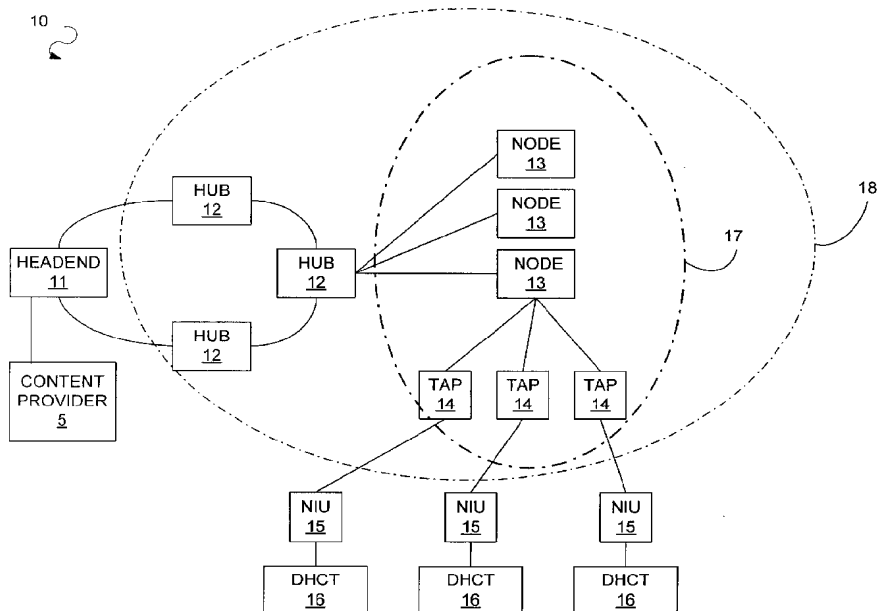 10
NODE
13
HUB
12
NODE
13
18
17
HEADEND
11
HUB
12
NODE
13
HUB
12
CONTENT
PROVIDER
5
TAP
14
TAP
14
TAP
14
NIU
15
NIU
15
NIU
15
DHCT
16
DHCT
16
DHCT
16